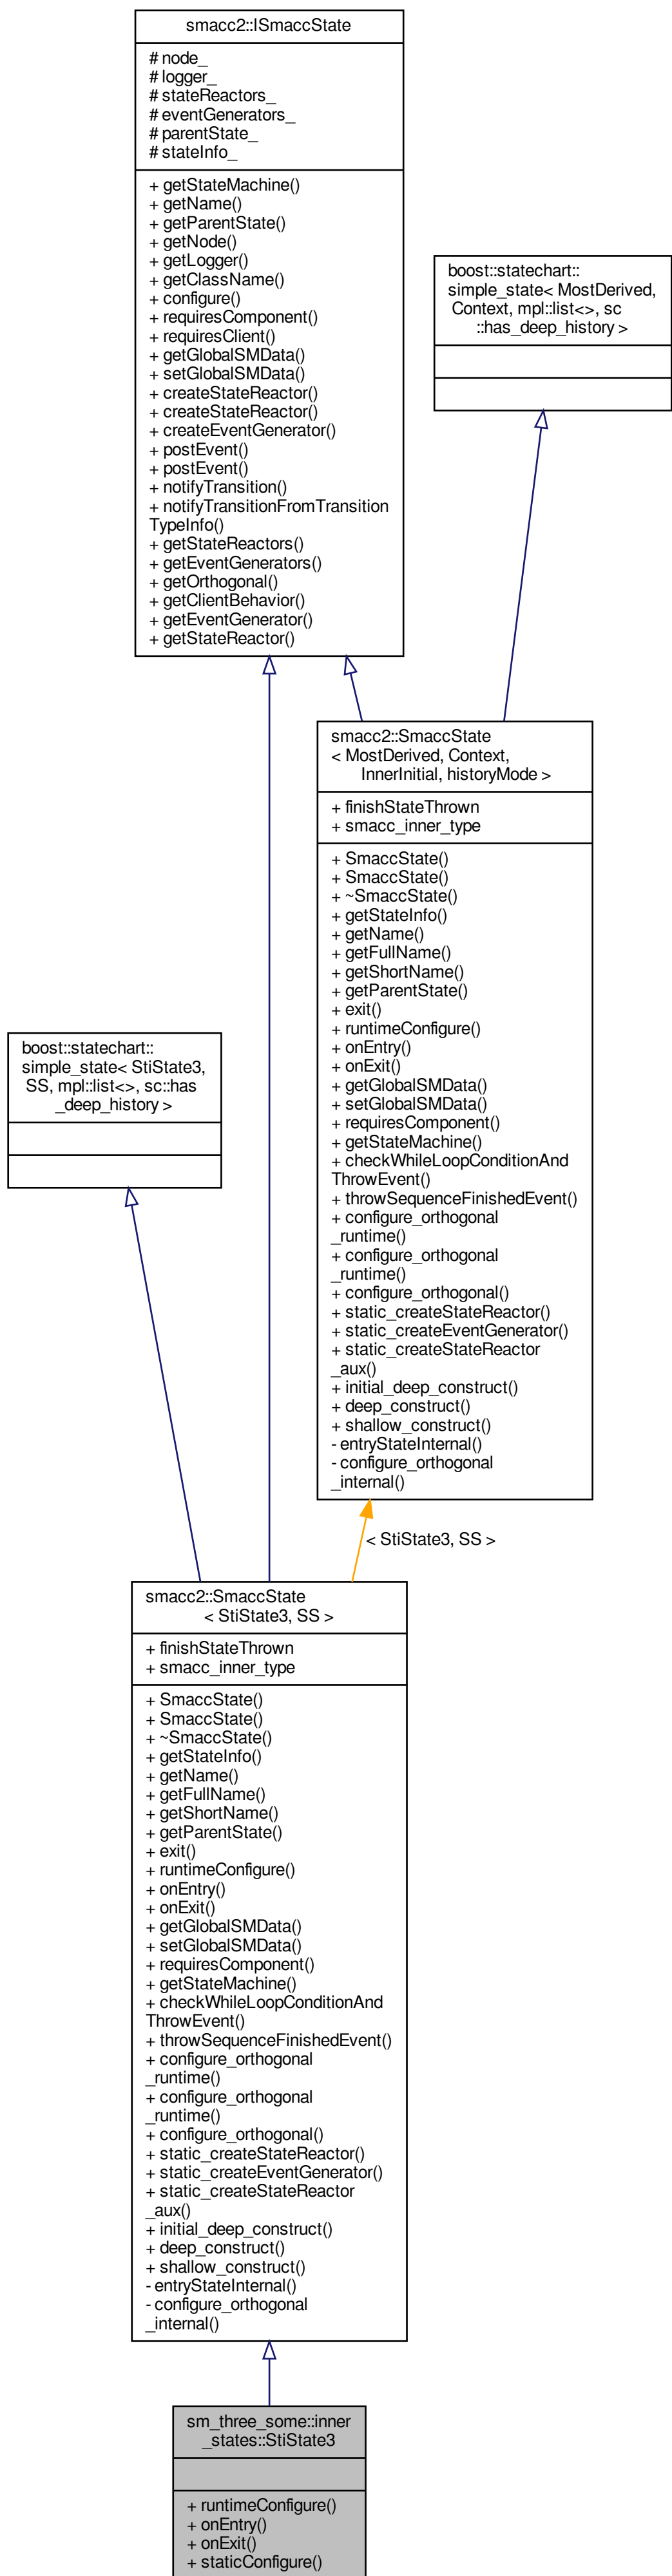 smacc2::ISmaccState
# node_
# logger_
# stateReactors_
# eventGenerators_
# parentState_
# stateInfo_
+ getStateMachine()
+ getName()
+ getParentState()
+ getNode()
+ getLogger()
+ getClassName()
+ configure()
+ requiresComponent()
+ requiresClient()
+ getGlobalSMData()
+ setGlobalSMData()
+ createStateReactor()
+ createStateReactor()
+ createEventGenerator()
+ postEvent()
+ postEvent()
+ notifyTransition()
+ notifyTransitionFromTransition
TypeInfo()
+ getStateReactors()
+ getEventGenerators()
+ getOrthogonal()
+ getClientBehavior()
+ getEventGenerator()
+ getStateReactor()
boost::statechart::
simple_state< MostDerived,
Context, mpl::list<>, sc
::has_deep_history >
smacc2::SmaccState
< MostDerived, Context,
InnerInitial, historyMode >
+ finishStateThrown
+ smacc_inner_type
+ SmaccState()
+ SmaccState()
+ ~SmaccState()
+ getStateInfo()
+ getName()
+ getFullName()
+ getShortName()
+ getParentState()
+ exit()
+ runtimeConfigure()
+ onEntry()
+ onExit()
+ getGlobalSMData()
+ setGlobalSMData()
+ requiresComponent()
+ getStateMachine()
+ checkWhileLoopConditionAnd
ThrowEvent()
+ throwSequenceFinishedEvent()
+ configure_orthogonal
_runtime()
+ configure_orthogonal
_runtime()
+ configure_orthogonal()
+ static_createStateReactor()
+ static_createEventGenerator()
+ static_createStateReactor
_aux()
+ initial_deep_construct()
+ deep_construct()
+ shallow_construct()
- entryStateInternal()
- configure_orthogonal
_internal()
boost::statechart::
simple_state< StiState3,
SS, mpl::list<>, sc::has
_deep_history >
< StiState3, SS >
smacc2::SmaccState
< StiState3, SS >
+ finishStateThrown
+ smacc_inner_type
+ SmaccState()
+ SmaccState()
+ ~SmaccState()
+ getStateInfo()
+ getName()
+ getFullName()
+ getShortName()
+ getParentState()
+ exit()
+ runtimeConfigure()
+ onEntry()
+ onExit()
+ getGlobalSMData()
+ setGlobalSMData()
+ requiresComponent()
+ getStateMachine()
+ checkWhileLoopConditionAnd
ThrowEvent()
+ throwSequenceFinishedEvent()
+ configure_orthogonal
_runtime()
+ configure_orthogonal
_runtime()
+ configure_orthogonal()
+ static_createStateReactor()
+ static_createEventGenerator()
+ static_createStateReactor
_aux()
+ initial_deep_construct()
+ deep_construct()
+ shallow_construct()
- entryStateInternal()
- configure_orthogonal
_internal()
sm_three_some::inner
_states::StiState3
+ runtimeConfigure()
+ onEntry()
+ onExit()
+ staticConfigure()